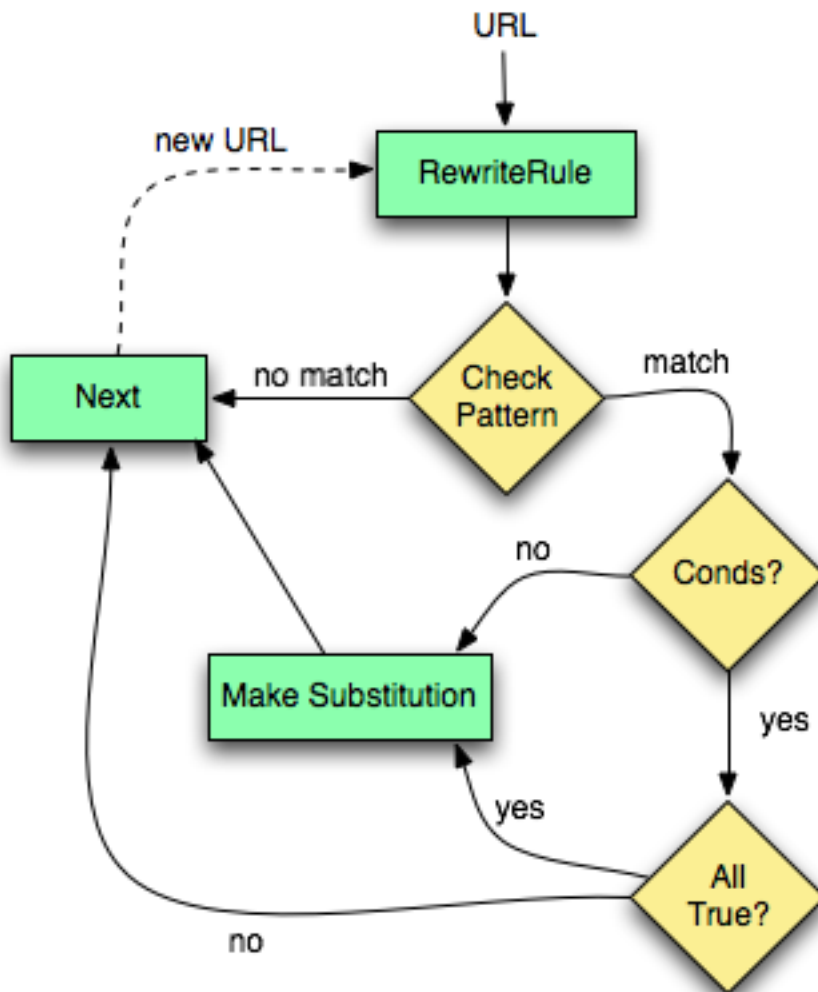 URL
new URL
RewriteRule
Next
no match
Check
Pattern
match
no
Conds?
Make Substitution
yes
yes
All
True?
no